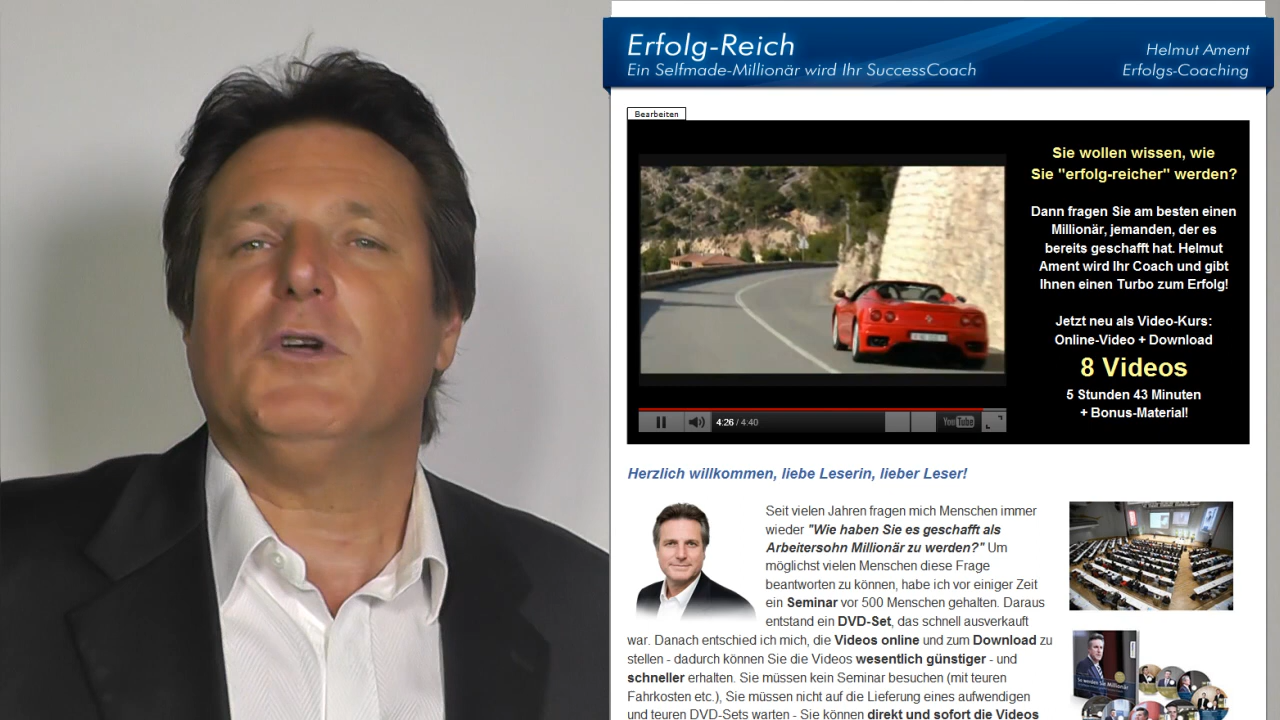 Erfolg-Reich
Ein Selfmade-Millionär wird Ihr SuccessCoach
Helmut Ament
Erfolgs-Coaching
Bearbeiten
Sie wollen wissen, wie
Sie "erfolg-reicher" werden?
Dann fragen Sie am besten einen
Millionär, jemanden, der es
bereits geschafft hat. Helmut
Ament wird Ihr Coach und gibt
Ihnen einen Turbo zum Erfolg!
Jetzt neu als Video-Kurs:
Online-Video + Download
8 Videos
5 Stunden 43 Minuten
+ Bonus-Material!
4:26 / 4:40
YouTube
Herzlich willkommen, liebe Leserin, lieber Leser!
Seit vielen Jahren fragen mich Menschen immer
wieder "Wie haben Sie es geschafft als
Arbeitersohn Millionär zu werden?" Um
möglichst vielen Menschen diese Frage
beantworten zu können, habe ich vor einiger Zeit
ein Seminar vor 500 Menschen gehalten. Daraus
entstand ein DVD-Set, das schnell ausverkauft
war. Danach entschied ich mich, die Videos online und zum Download zu
stellen - dadurch können Sie die Videos wesentlich günstiger - und
schneller erhalten. Sie müssen kein Seminar besuchen (mit teuren
Fahrkosten etc.), Sie müssen nicht auf die Lieferung eines aufwendigen
und teuren DVD-Sets warten - Sie können direkt und sofort die Videos